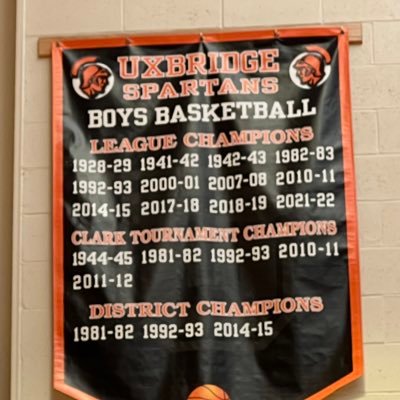 UXBRIDGE
SPARTANS
BOYS BASKETBALL
LEAGUE CHAMPIONS
1928-29 1941-42 1942-43 1982-83
1992-93 2000-01 2007-08 2010-11
2014-15 2017-18 2018-19 2021-22
CLARK TOURNAMENT CHAMPIONS
1944-45 1981-82 1992-93 2010-11
2011-12
DISTRICT CHAMPIONS
1981-82 1992-93 2014-15